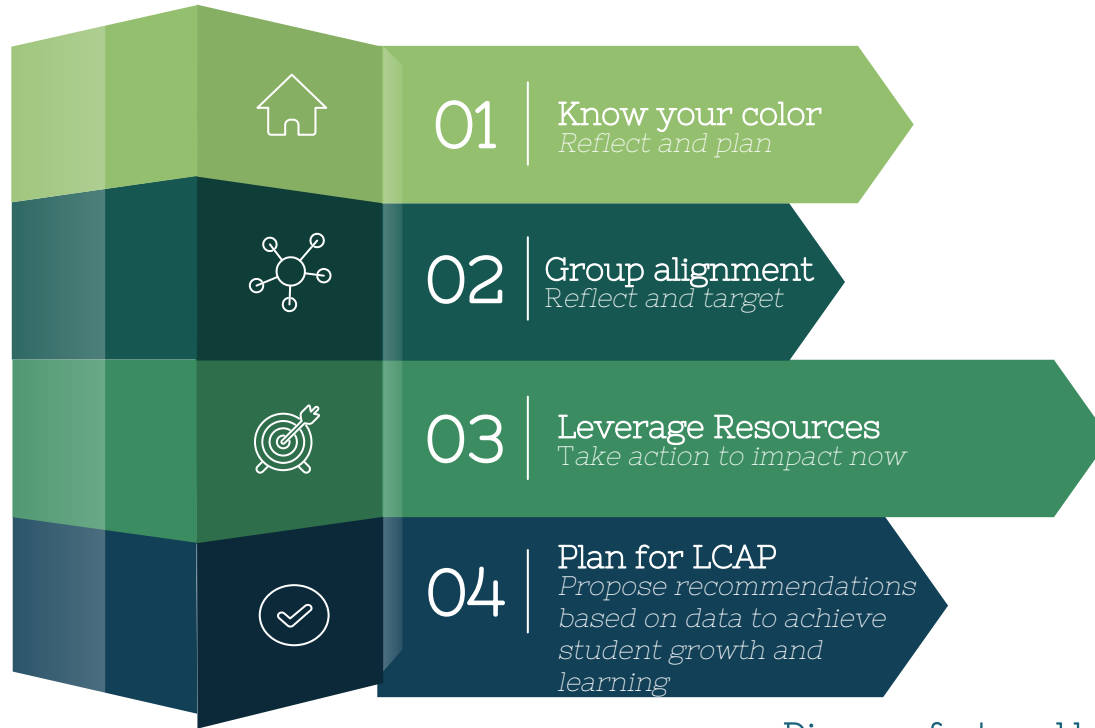 01
Know your color
Reflect and plan
02
Group alignment
Reflect and target
03
Leverage Resources
Take action to impact now
04
Plan for LCAP
Propose recommendations
based on data to achieve
student growth and
learning